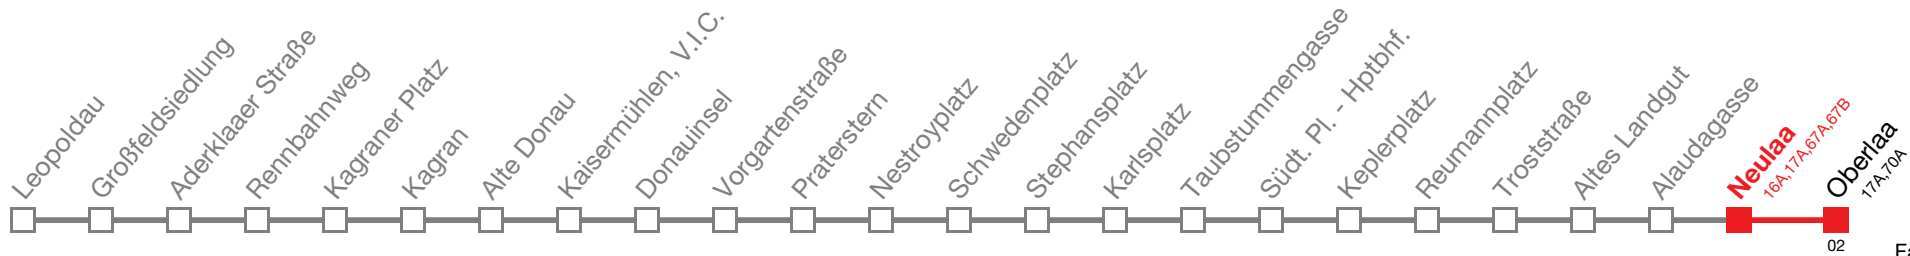 Leopoldau
Großfeldsiedlung
Aderklaaer Straße
Rennbahnweg
Kagraner Platz
Kagran
Alte Donau
Kaisermühlen, V.I.C.
Donauinsel
Vorgartenstraße
Praterstern
Nestroyplatz
Schwedenplatz
Stephansplatz
Karlsplatz
Taubstummengasse
Südt. Pl. - Hptbhf.
Keplerplatz
Reumannplatz
Troststraße
Altes Landgut
Alaudagasse
Neulaa
16A,17A,67A,67B
Oberlaa
17A,70A
02